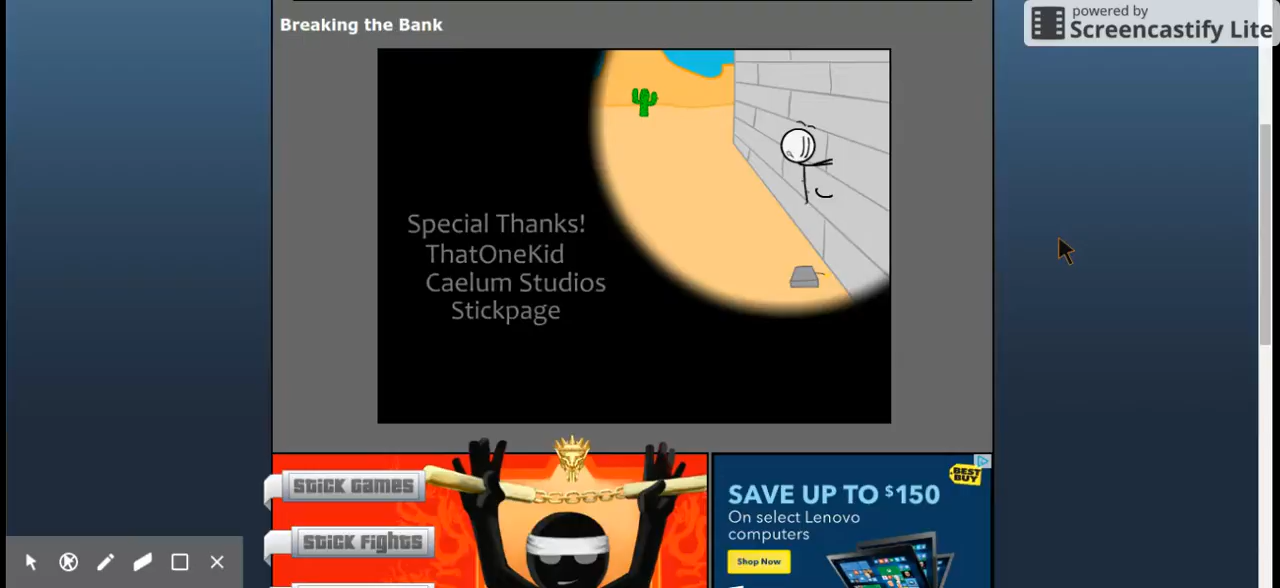 powered by
Screencastify Lite
Breaking the Bank
Special Thanks!
ThatOneKid
Caelum Studios
Stickpage
STICK GAMES
STICK FIGHTS
BEST BUY
SAVE UP TO $150
On select Lenovo
computers
Shop Now